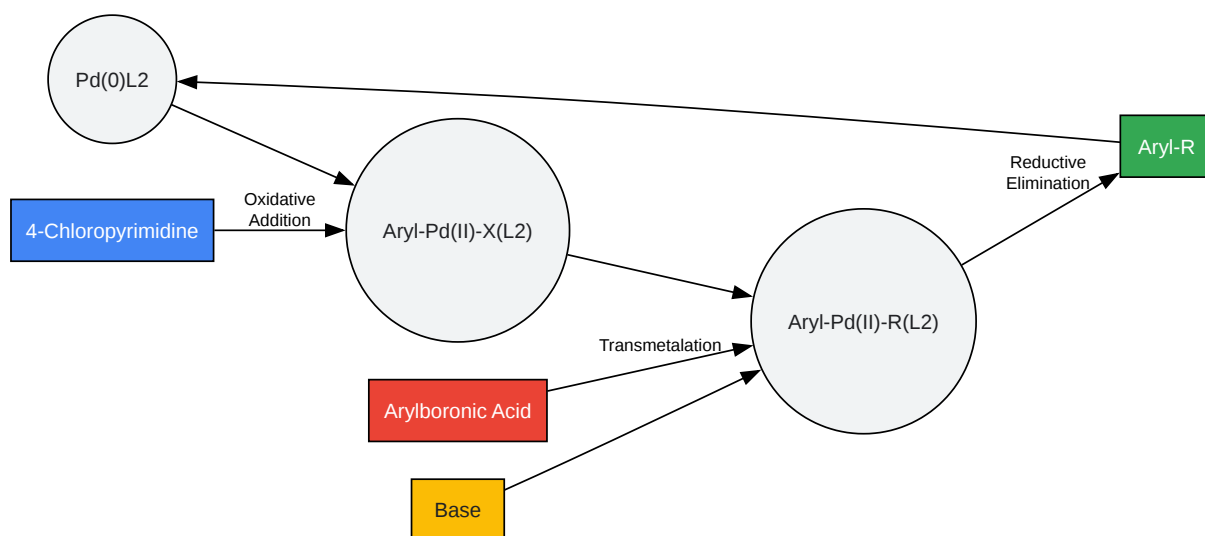 Pd(0)L2
Aryl-R
Reductive
Elimination
Oxidative
Addition
4-Chloropyrimidine
Aryl-Pd(II)-X(L2)
Aryl-Pd(II)-R(L2)
Transmetalation
Arylboronic Acid
Base